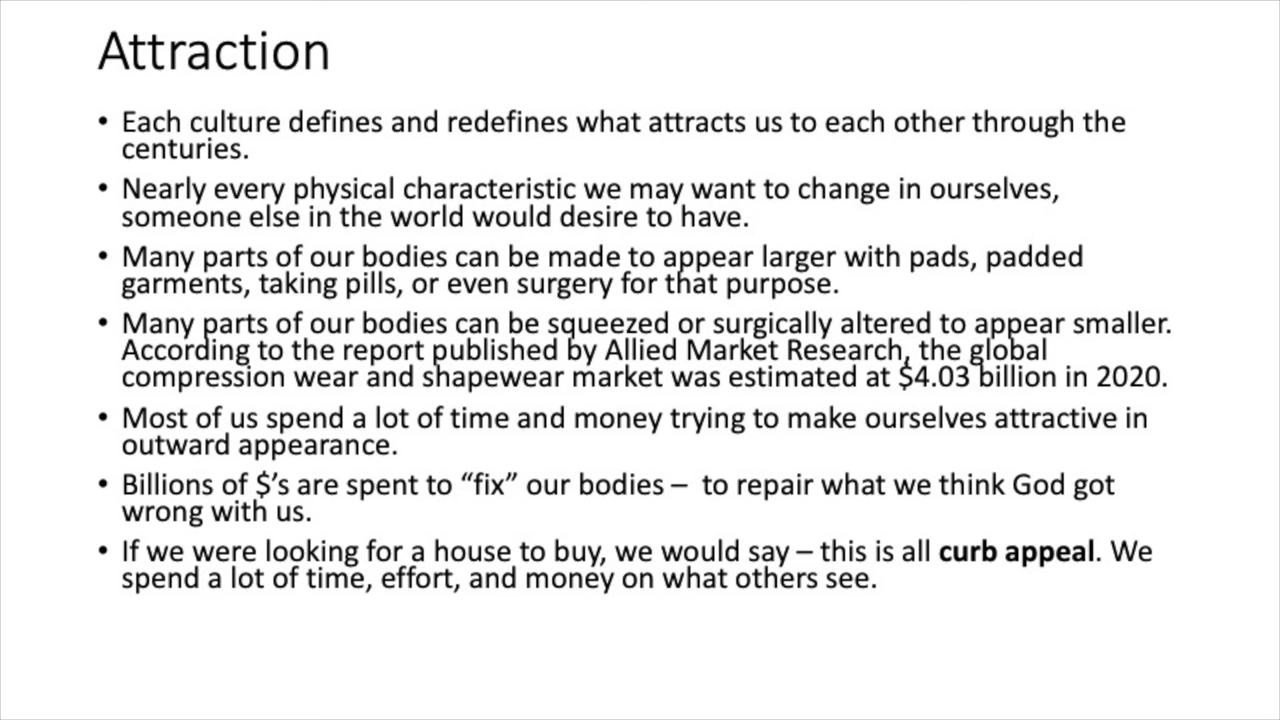 Attraction
• Each culture defines and redefines what attracts us to each other through the
centuries.
• Nearly every physical characteristic we may want to change in ourselves,
someone else in the world would desire to have.
• Many parts of our bodies can be made to appear larger with pads, padded
garments, taking pills, or even surgery for that purpose.
• Many parts of our bodies can be squeezed or surgically altered to appear smaller.
According to the report published by Allied Market Research, the global
compression wear and shapewear market was estimated at $4.03 billion in 2020.
• Most of us spend a lot of time and money trying to make ourselves attractive in
outward appearance.
• Billions of $’s are spent to “fix” our bodies –  to repair what we think God got
wrong with us.
• If we were looking for a house to buy, we would say – this is all curb appeal. We
spend a lot of time, effort, and money on what others see.